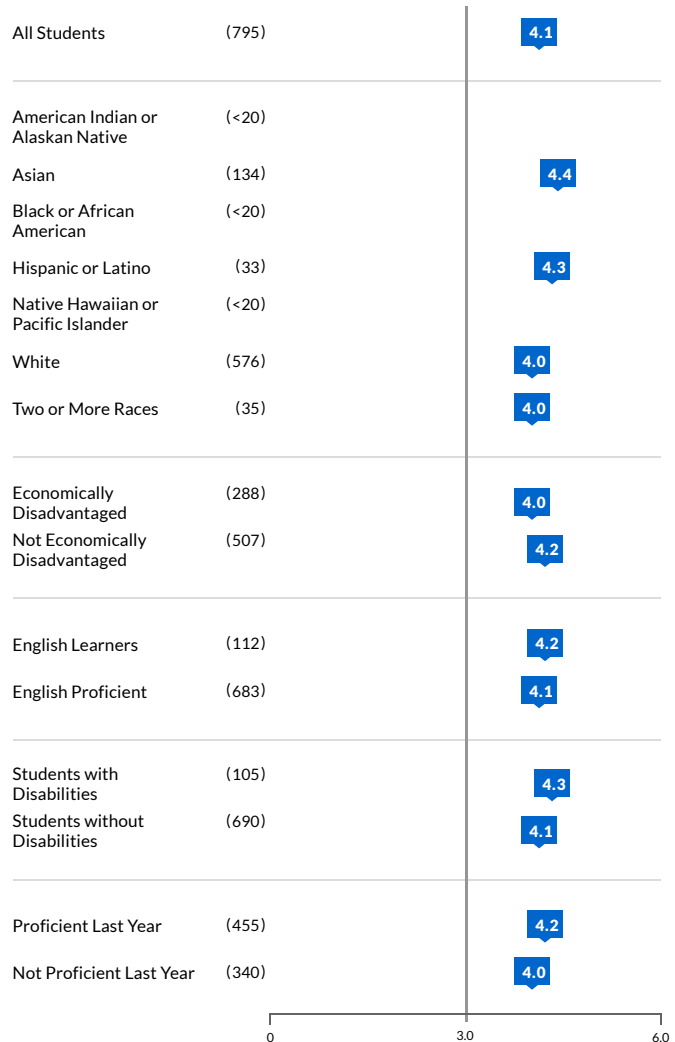 All Students (795) 4.1
American Indian or (<20)
Alaskan Native
Asian (134) 4.4
Black or African (<20)
American
Hispanic or Latino (33) 4.3
Native Hawaiian or (<20)
Pacific Islander
White (576) 4.0
Two or More Races (35) 4.0
Economically (288) 4.0
Disadvantaged
Not Economically (507) 4.2
Disadvantaged
English Learners (112) 4.2
English Proficient (683) 4.1
Students with (105) 4.3
Disabilities
Students without (690) 4.1
Disabilities
Proficient Last Year (455) 4.2
Not Proficient Last Year (340) 4.0
0 3.0 6.0